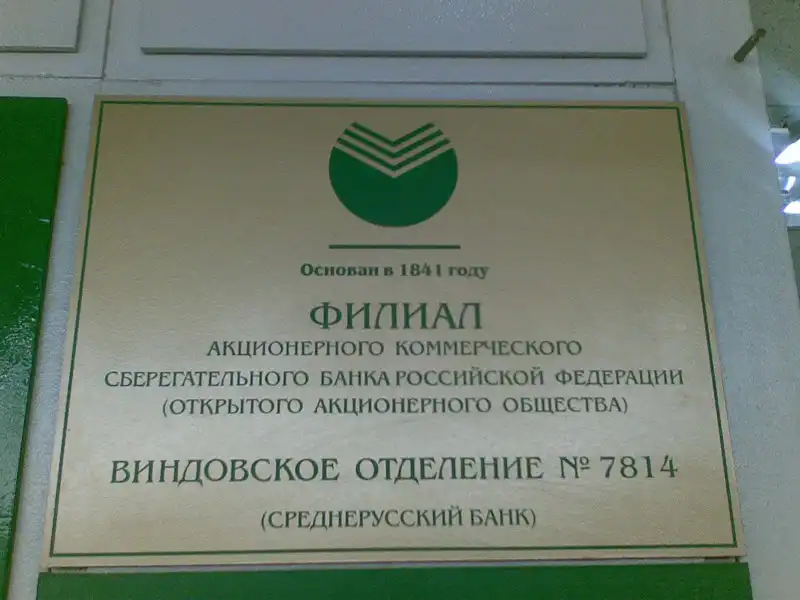 Основан в 1841 году
ФИЛИАЛ
АКЦИОНЕРНОГО КОММЕРЧЕСКОГО
СБЕРЕГАТЕЛЬНОГО БАНКА РОССИЙСКОЙ ФЕДЕРАЦИИ
(ОТКРЫТОГО АКЦИОНЕРНОГО ОБЩЕСТВА)
ВИНДОВСКОЕ ОТДЕЛЕНИЕ № 7814
(СРЕДНЕРУССКИЙ БАНК)